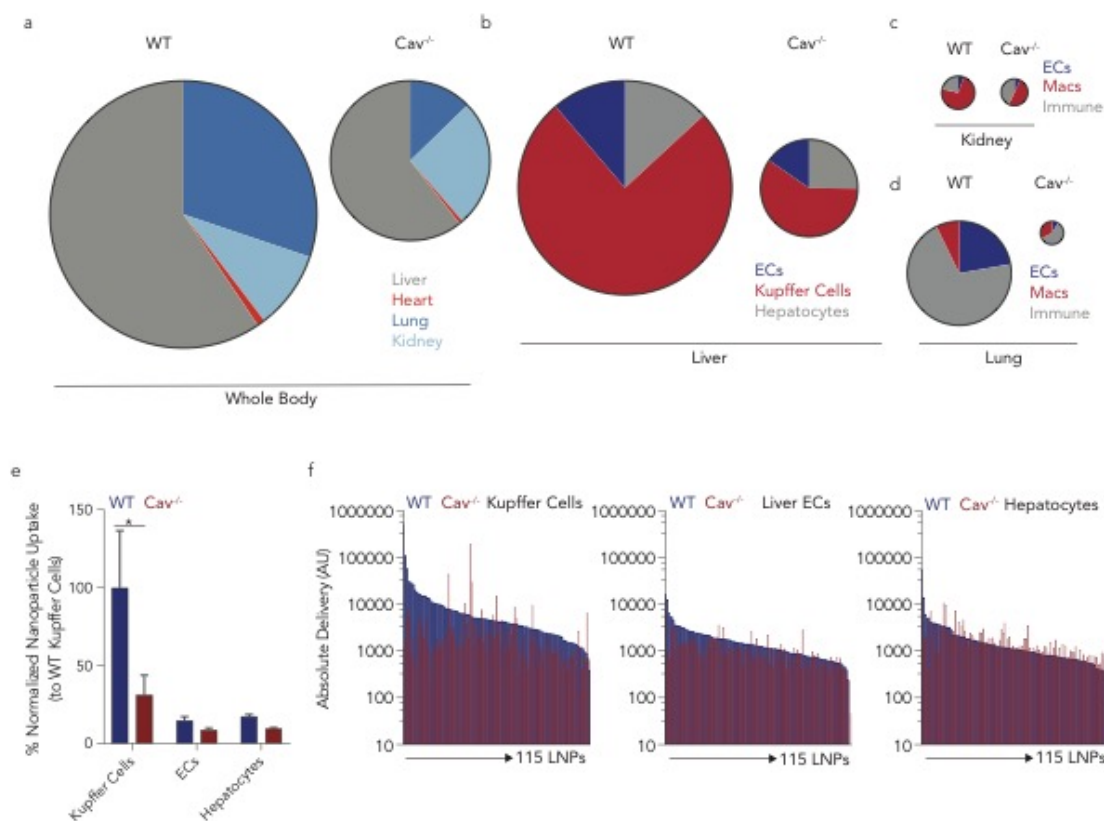 a
WT
Cav-/-
Liver
Heart
Lung
Kidney
Whole Body
b
WT
Cav-/-
ECs
Kupffer Cells
Hepatocytes
Liver
c
WT
Cav-/-
ECs
Macs
Immune
Kidney
d
WT
Cav-/-
ECs
Macs
Immune
Lung
e
WT Cav-/-
% Normalized Nanoparticle Uptake
(to WT Kupffer Cells)
150
100
50
0
*
Kupffer Cells
ECs
Hepatocytes
f
Absolute Delivery (AU)
WT Cav-/- Kupffer Cells
1000000
100000
10000
1000
100
10
115 LNPs
WT Cav-/- Liver ECs
1000000
100000
10000
1000
100
10
115 LNPs
WT Cav-/- Hepatocytes
1000000
100000
10000
1000
100
10
115 LNPs